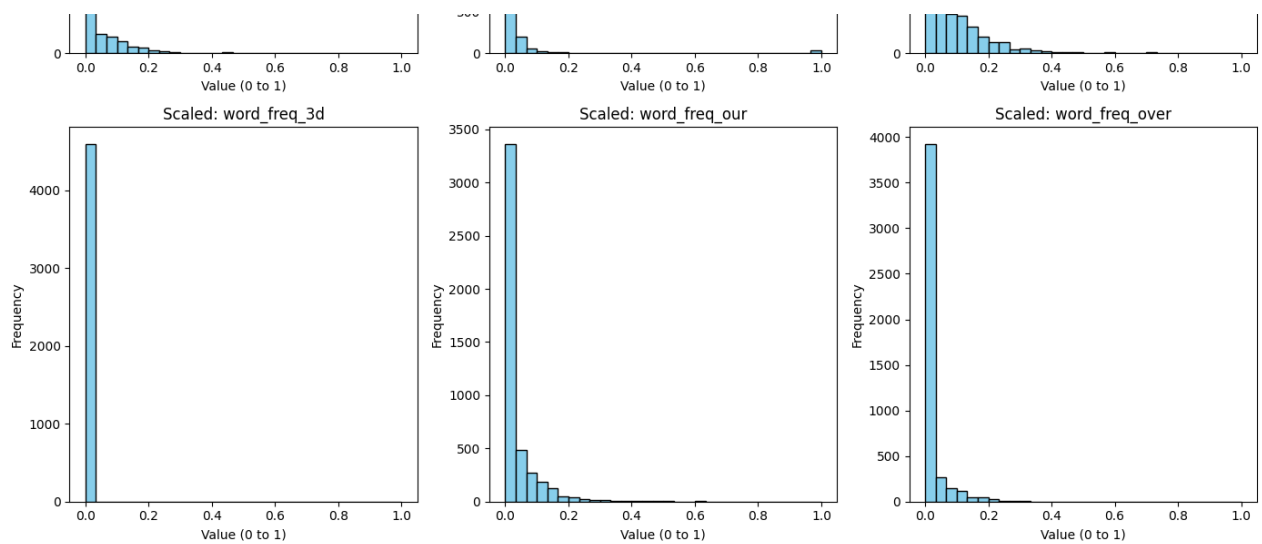 500
0
0
0
0.0 0.2 0.4 0.6 0.8 1.0
0.0 0.2 0.4 0.6 0.8 1.0
0.0 0.2 0.4 0.6 0.8 1.0
Value (0 to 1)
Value (0 to 1)
Value (0 to 1)
Scaled: word_freq_3d
4000
3000
2000
1000
0
Frequency
0.0 0.2 0.4 0.6 0.8 1.0
Value (0 to 1)
Scaled: word_freq_our
3500
3000
2500
2000
1500
1000
500
0
Frequency
0.0 0.2 0.4 0.6 0.8 1.0
Value (0 to 1)
Scaled: word_freq_over
4000
3500
3000
2500
2000
1500
1000
500
0
Frequency
0.0 0.2 0.4 0.6 0.8 1.0
Value (0 to 1)